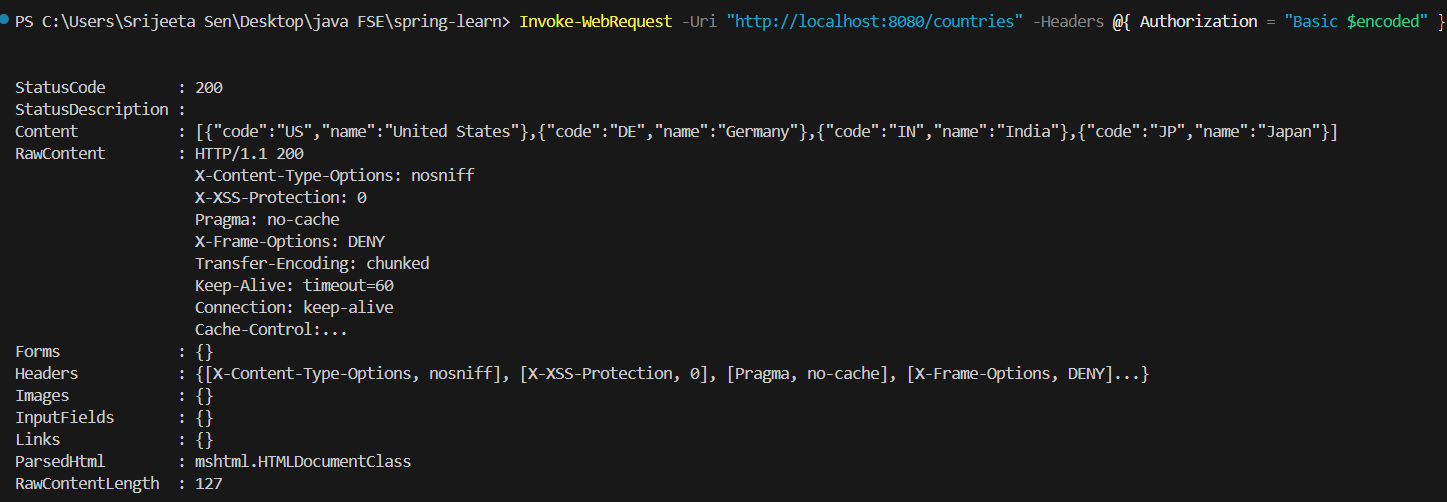 PS C:\Users\Srijeeta Sen\Desktop\java FSE\spring-learn> Invoke-WebRequest -Uri "http://localhost:8080/countries" -Headers @{ Authorization = "Basic $encoded" }
StatusCode        : 200
StatusDescription :
Content           : [{"code":"US","name":"United States"},{"code":"DE","name":"Germany"},{"code":"IN","name":"India"},{"code":"JP","name":"Japan"}]
RawContent        : HTTP/1.1 200
                    X-Content-Type-Options: nosniff
                    X-XSS-Protection: 0
                    Pragma: no-cache
                    X-Frame-Options: DENY
                    Transfer-Encoding: chunked
                    Keep-Alive: timeout=60
                    Connection: keep-alive
                    Cache-Control:...
Forms             : {}
Headers           : {[X-Content-Type-Options, nosniff], [X-XSS-Protection, 0], [Pragma, no-cache], [X-Frame-Options, DENY]...}
Images            : {}
InputFields       : {}
Links             : {}
ParsedHtml        : mshtml.HTMLDocumentClass
RawContentLength  : 127